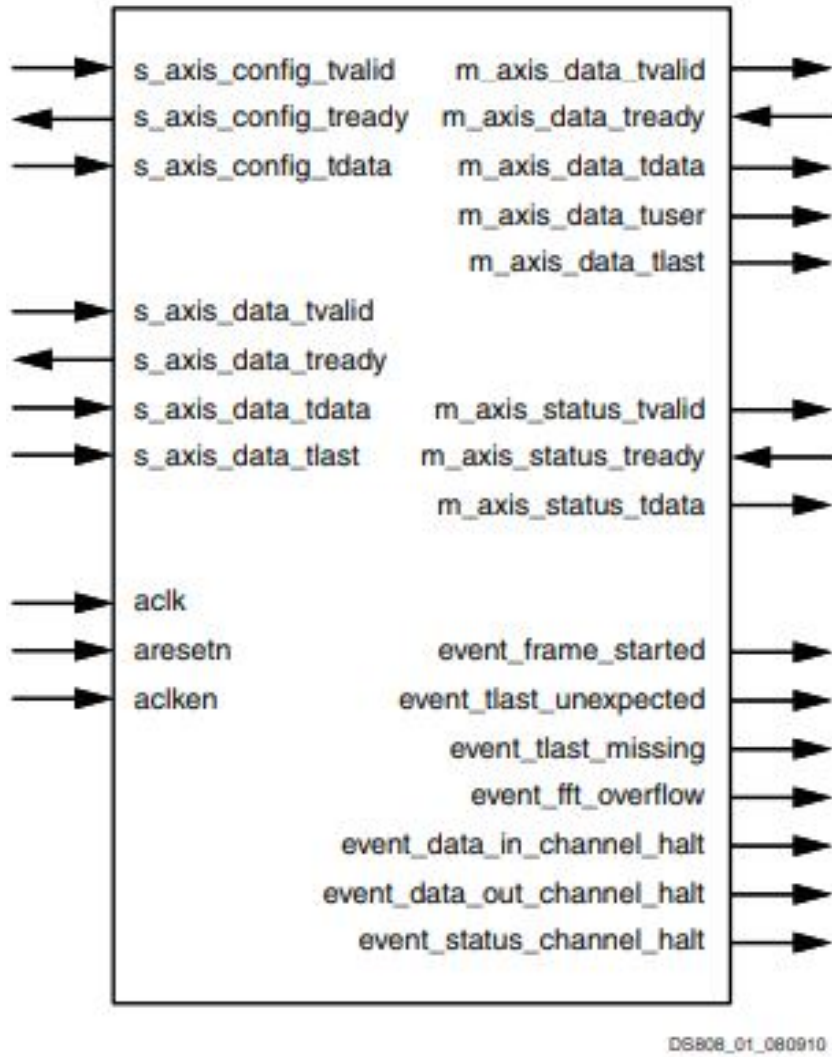 s_axis_config_tvalid m_axis_data_tvalid
s_axis_config_tready m_axis_data_tready
s_axis_config_tdata m_axis_data_tdata
m_axis_data_tuser
m_axis_data_tlast
s_axis_data_tvalid
s_axis_data_tready
s_axis_data_tdata m_axis_status_tvalid
s_axis_data_tlast m_axis_status_tready
m_axis_status_tdata
aclk
aresetn event_frame_started
aclken event_tlast_unexpected
event_tlast_missing
event_fft_overflow
event_data_in_channel_halt
event_data_out_channel_halt
event_status_channel_halt
DS808_01_080910